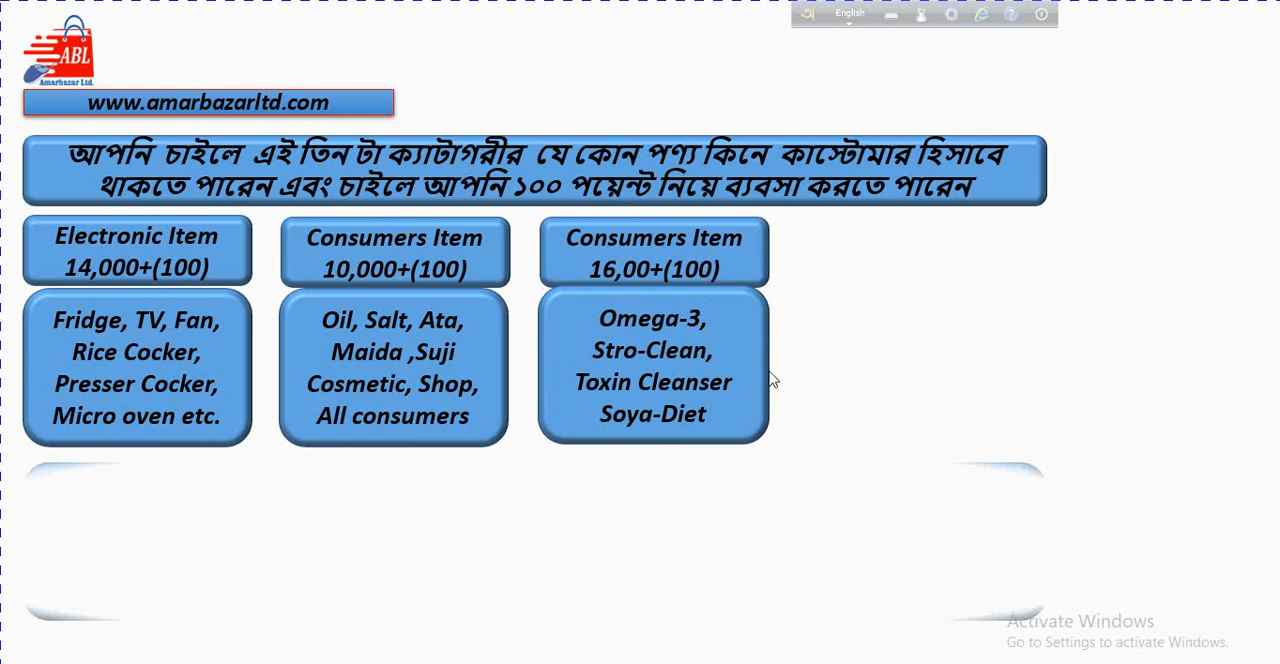 English
ABL
Amarbazar Ltd.
www.amarbazarltd.com
আপনি চাইলে এই তিন টা ক্যাটাগরীর যে কোন পণ্য কিনে কাস্টোমার হিসাবে
থাকতে পারেন এবং চাইলে আপনি ১০০ পয়েন্ট নিয়ে ব্যবসা করতে পারেন
Electronic Item
14,000+(100)
Consumers Item
10,000+(100)
Consumers Item
16,00+(100)
Fridge, TV, Fan,
Rice Cocker,
Presser Cocker,
Micro oven etc.
Oil, Salt, Ata,
Maida ,Suji
Cosmetic, Shop,
All consumers
Omega-3,
Stro-Clean,
Toxin Cleanser
Soya-Diet
Activate Windows
Go to Settings to activate Windows.